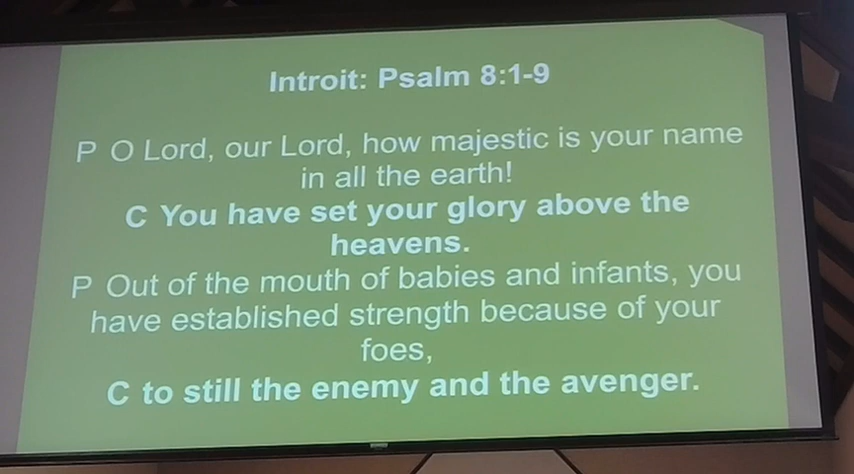 Introit: Psalm 8:1-9
P O Lord, our Lord, how majestic is your name
in all the earth!
C You have set your glory above the
heavens.
P Out of the mouth of babies and infants, you
have established strength because of your
foes,
C to still the enemy and the avenger.